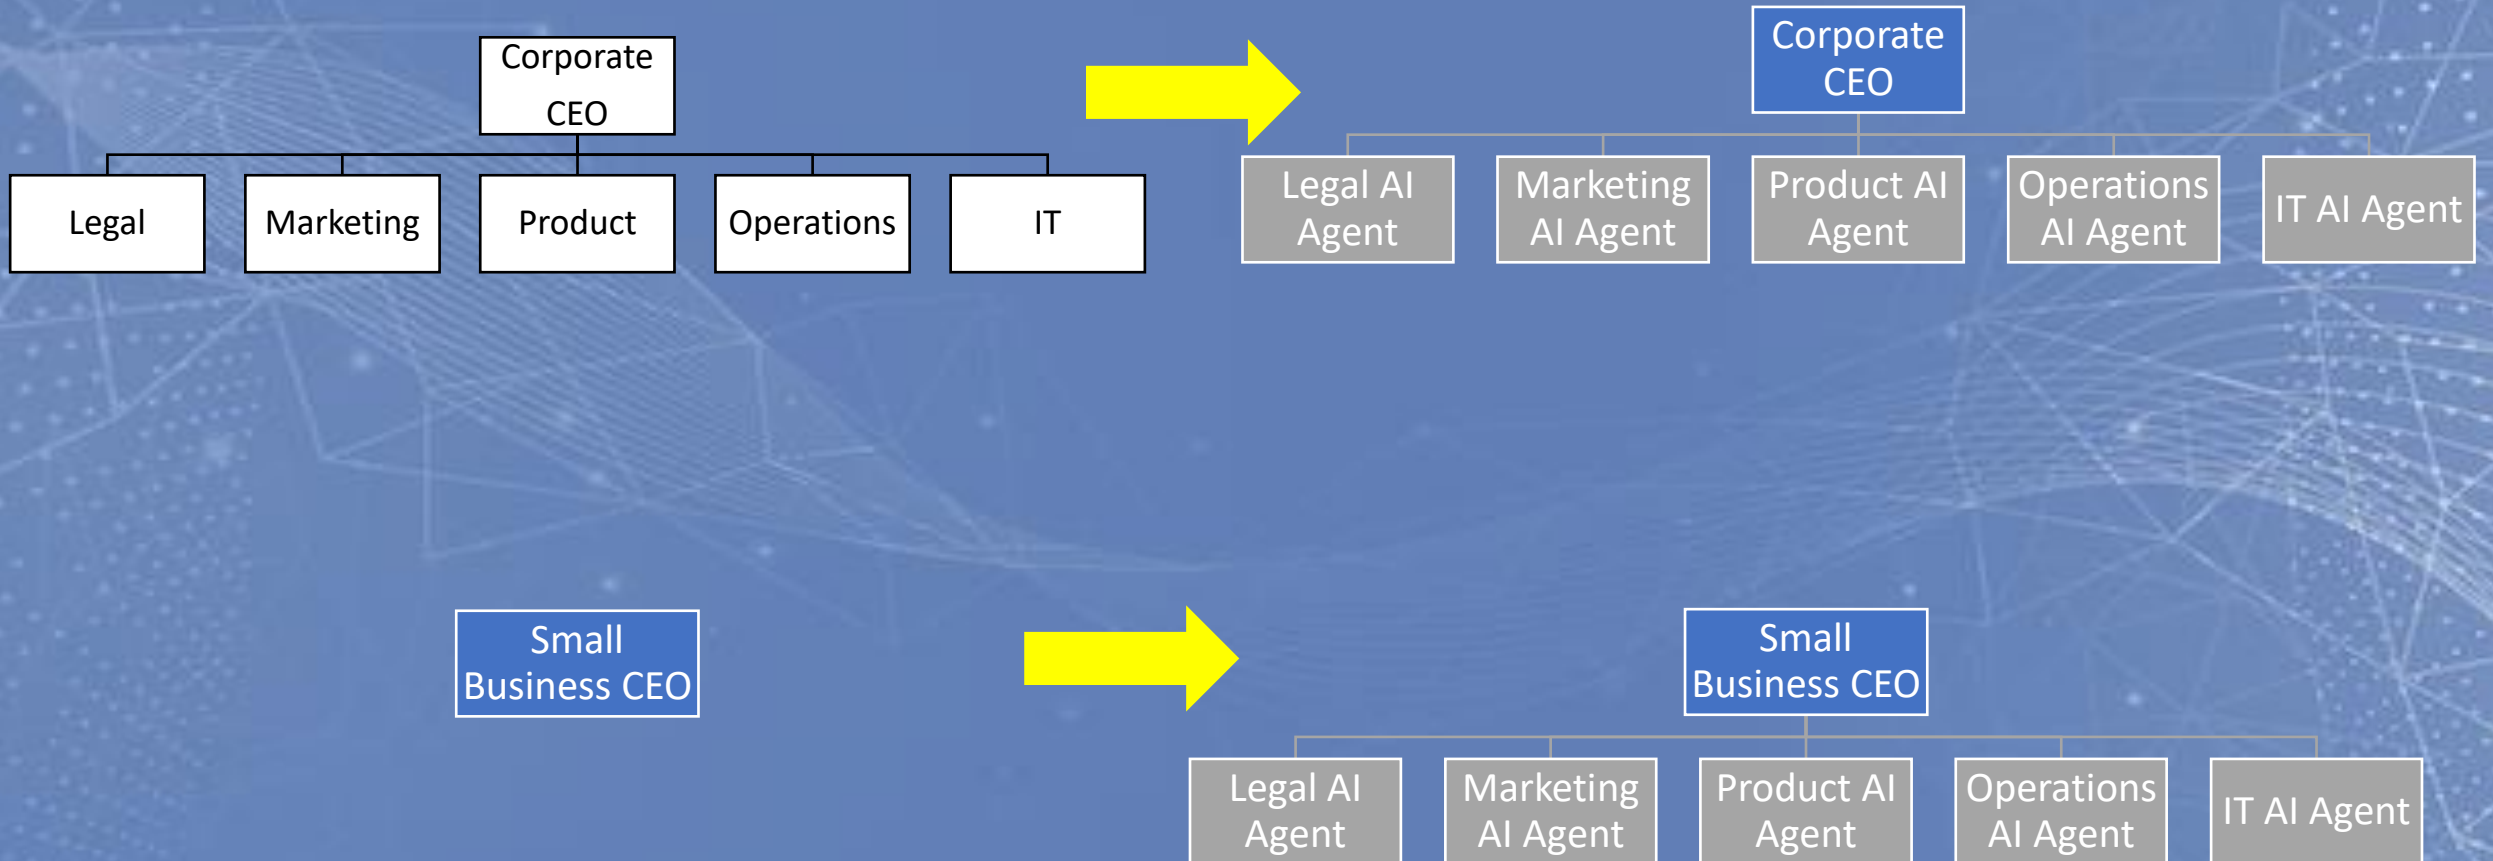 Corporate
CEO
Legal
Marketing
Product
Operations
IT
Corporate
CEO
Legal AI
Agent
Marketing
AI Agent
Product AI
Agent
Operations
AI Agent
IT AI Agent
Small
Business CEO
Small
Business CEO
Legal AI
Agent
Marketing
AI Agent
Product AI
Agent
Operations
AI Agent
IT AI Agent